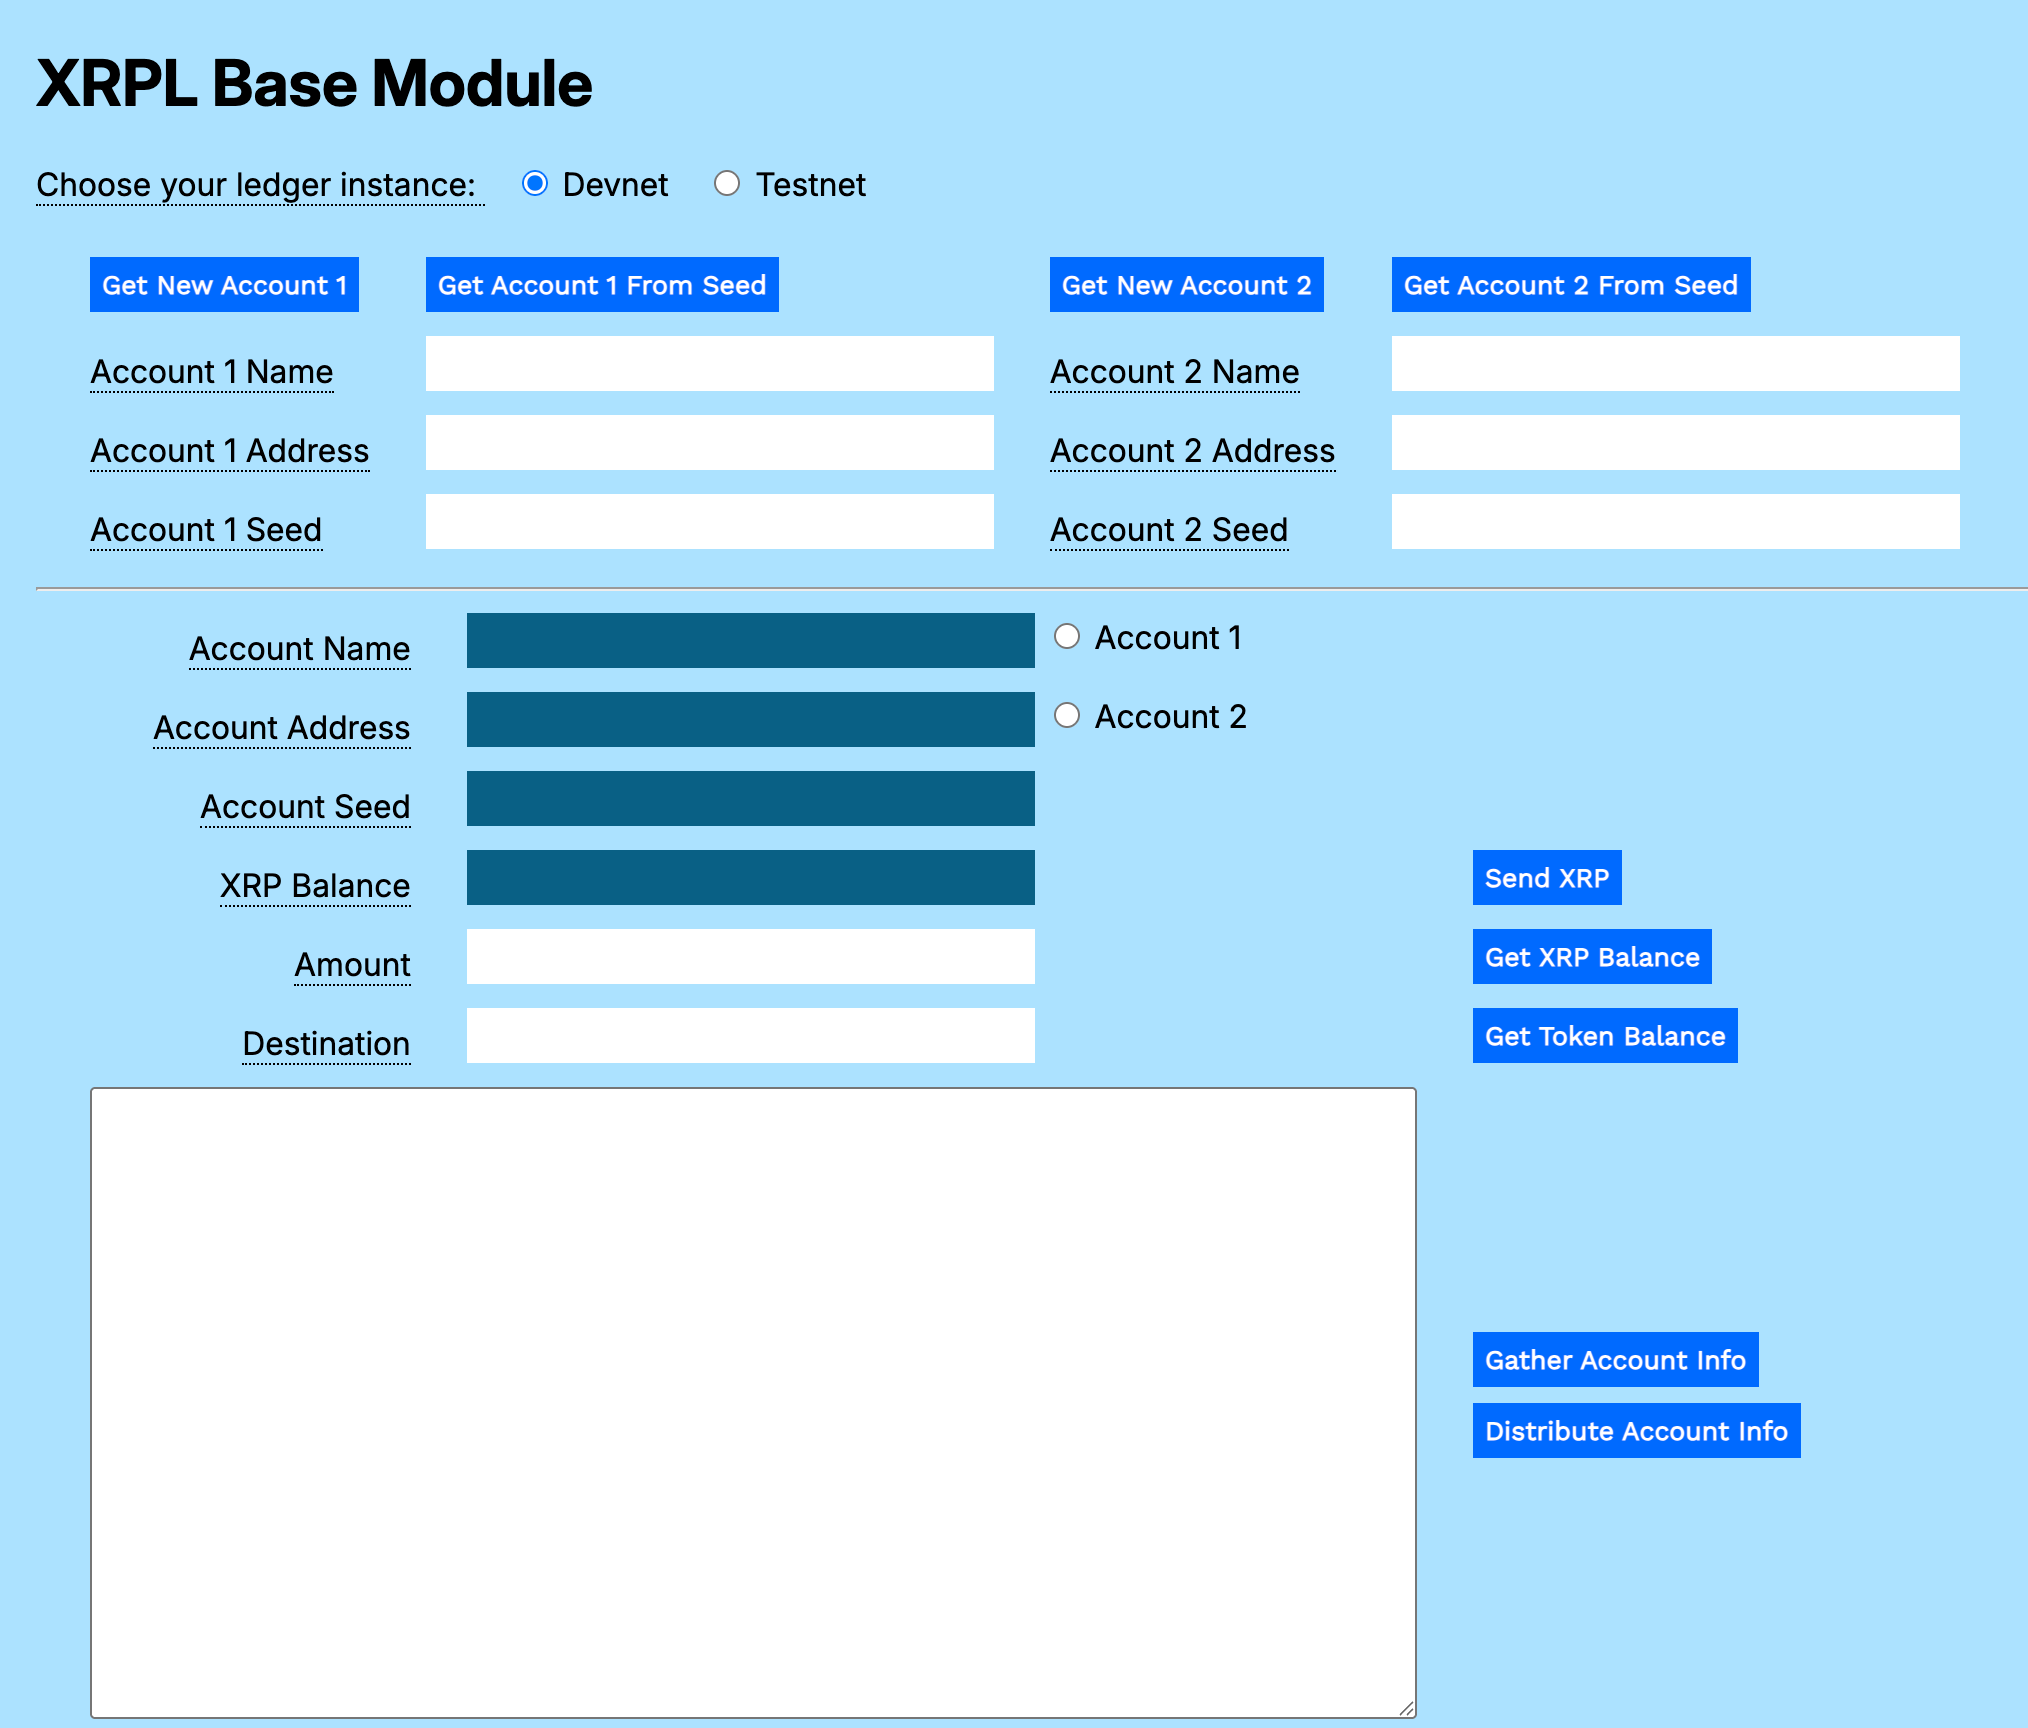 XRPL Base Module
Choose your ledger instance: Devnet Testnet
Get New Account 1 Get Account 1 From Seed Get New Account 2 Get Account 2 From Seed
Account 1 Name Account 2 Name
Account 1 Address Account 2 Address
Account 1 Seed Account 2 Seed
Account Name Account 1
Account Address Account 2
Account Seed
XRP Balance Send XRP
Amount Get XRP Balance
Destination Get Token Balance
Gather Account Info
Distribute Account Info